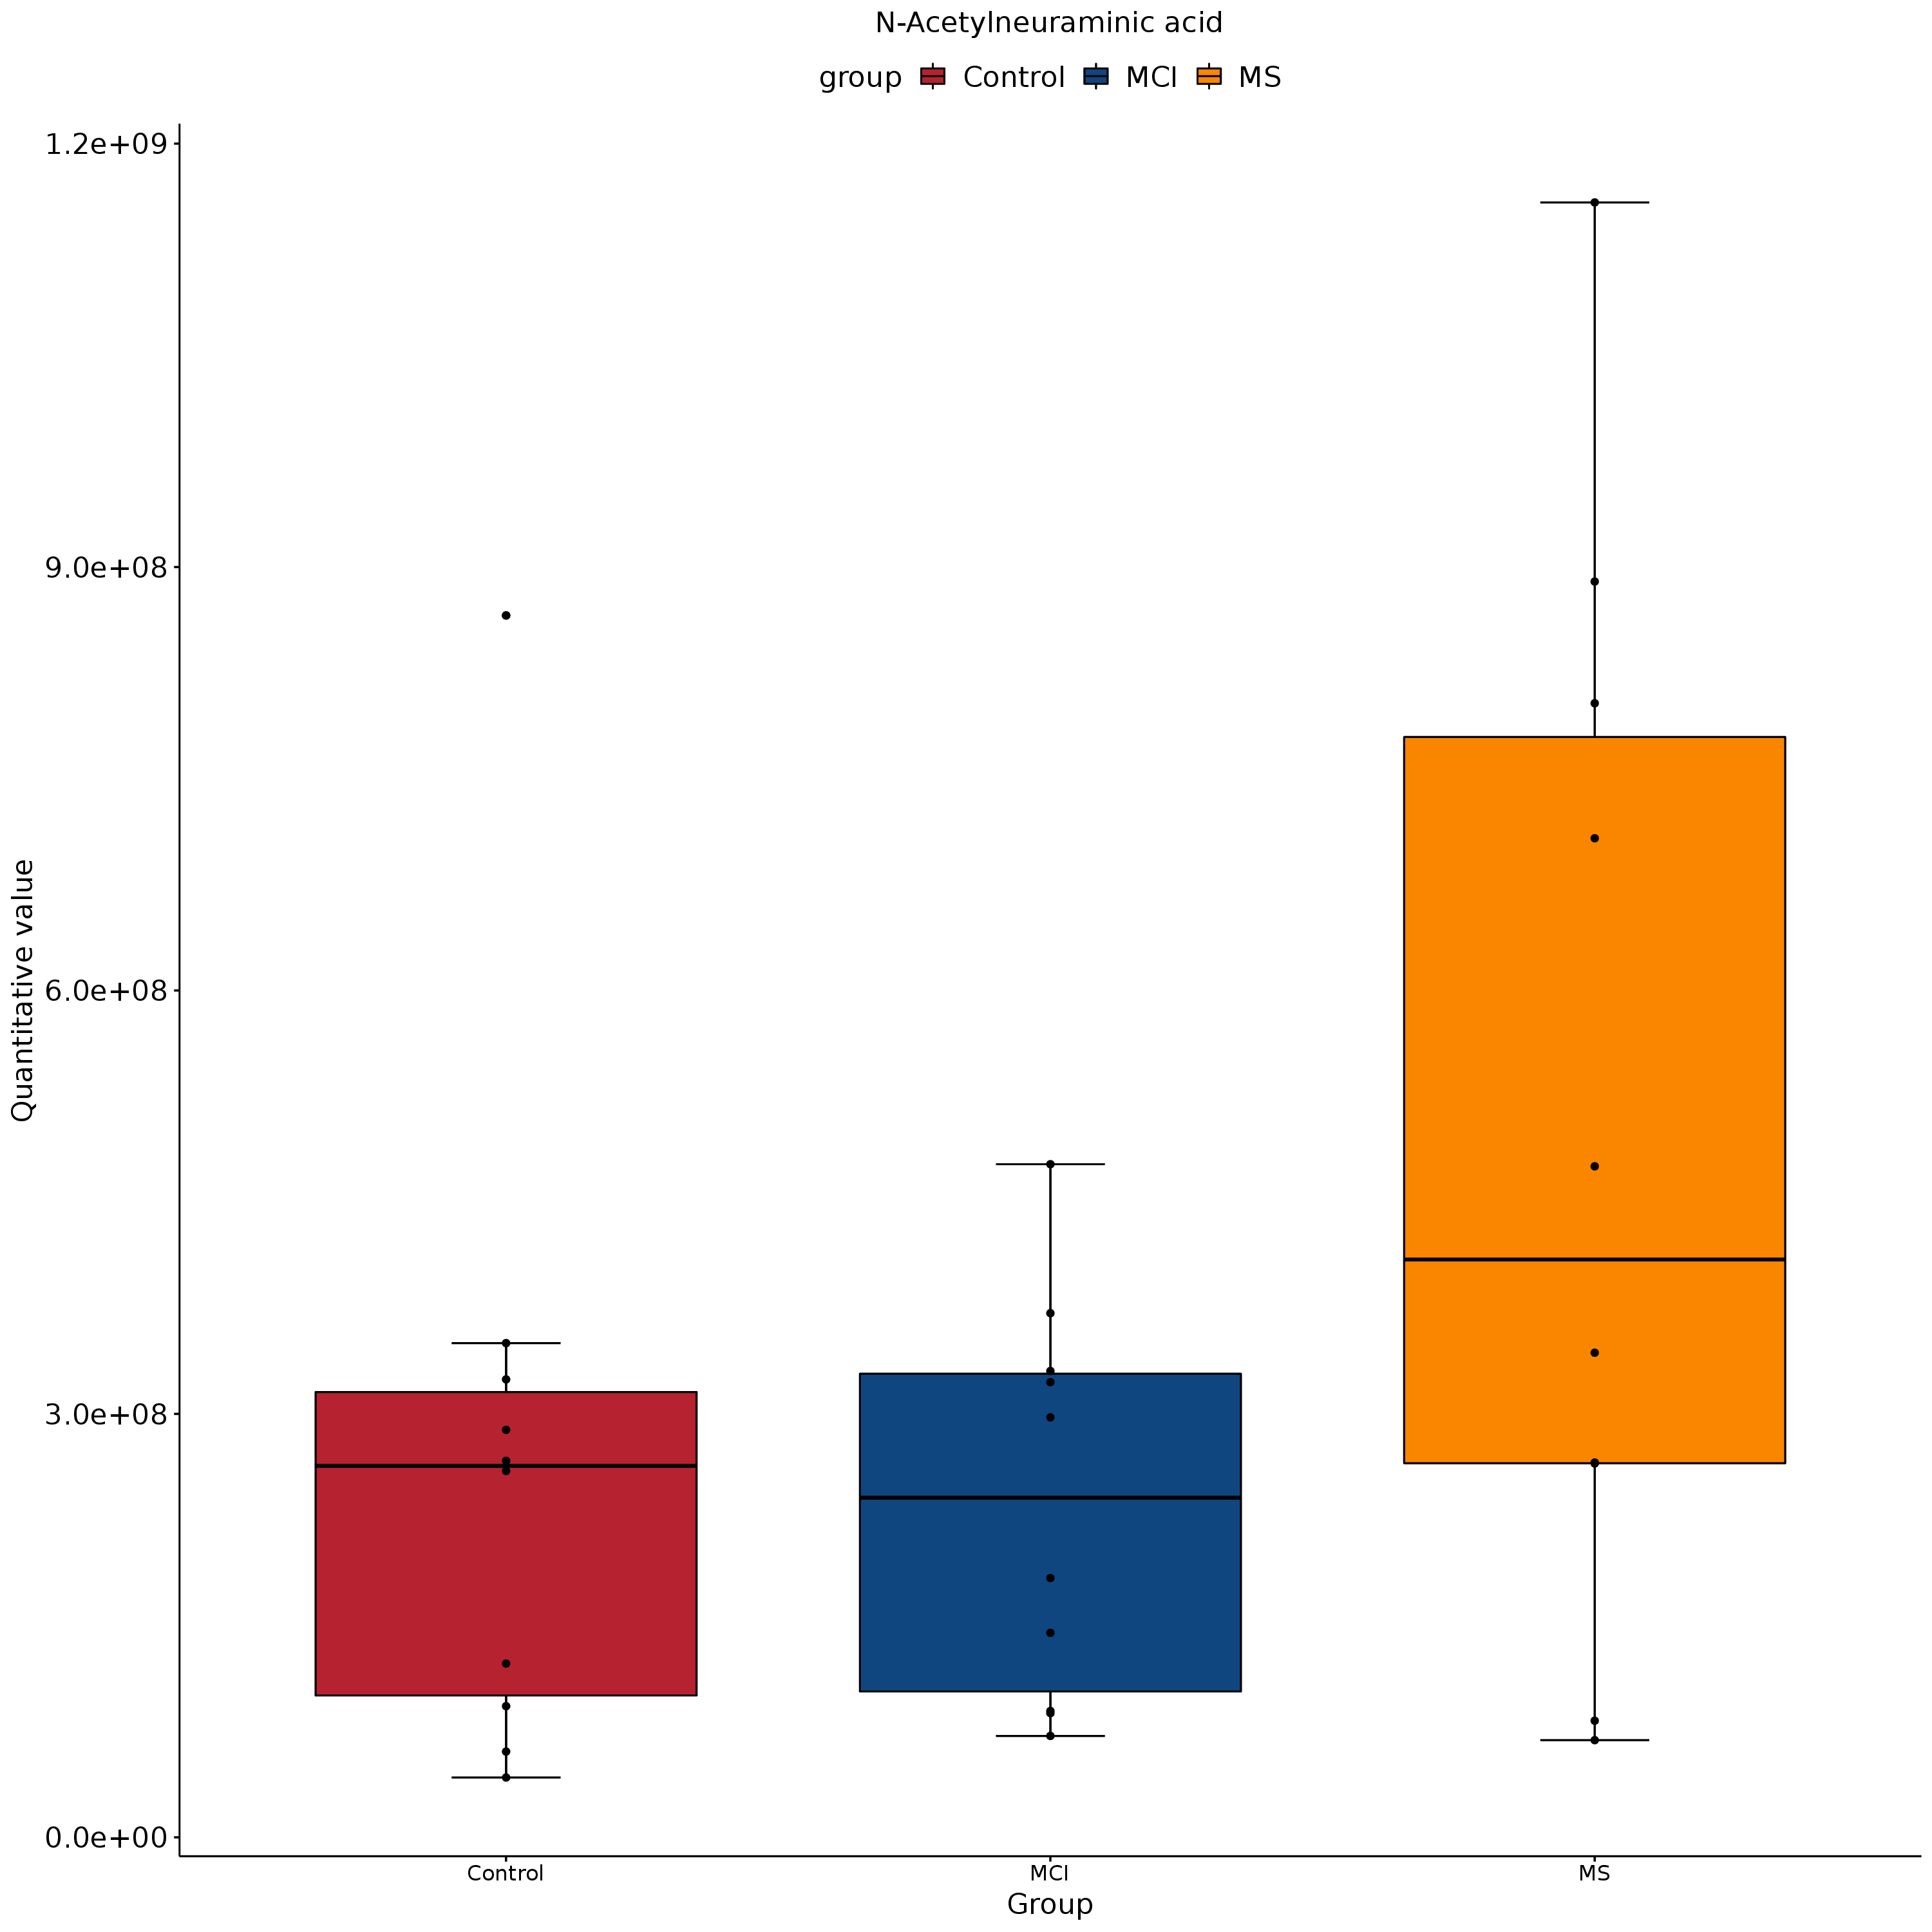 N-Acetylneuraminic acid
group Control MCI MS
1.2e+09
9.0e+08
6.0e+08
3.0e+08
0.0e+00
Quantitative value
Control MCI MS
Group